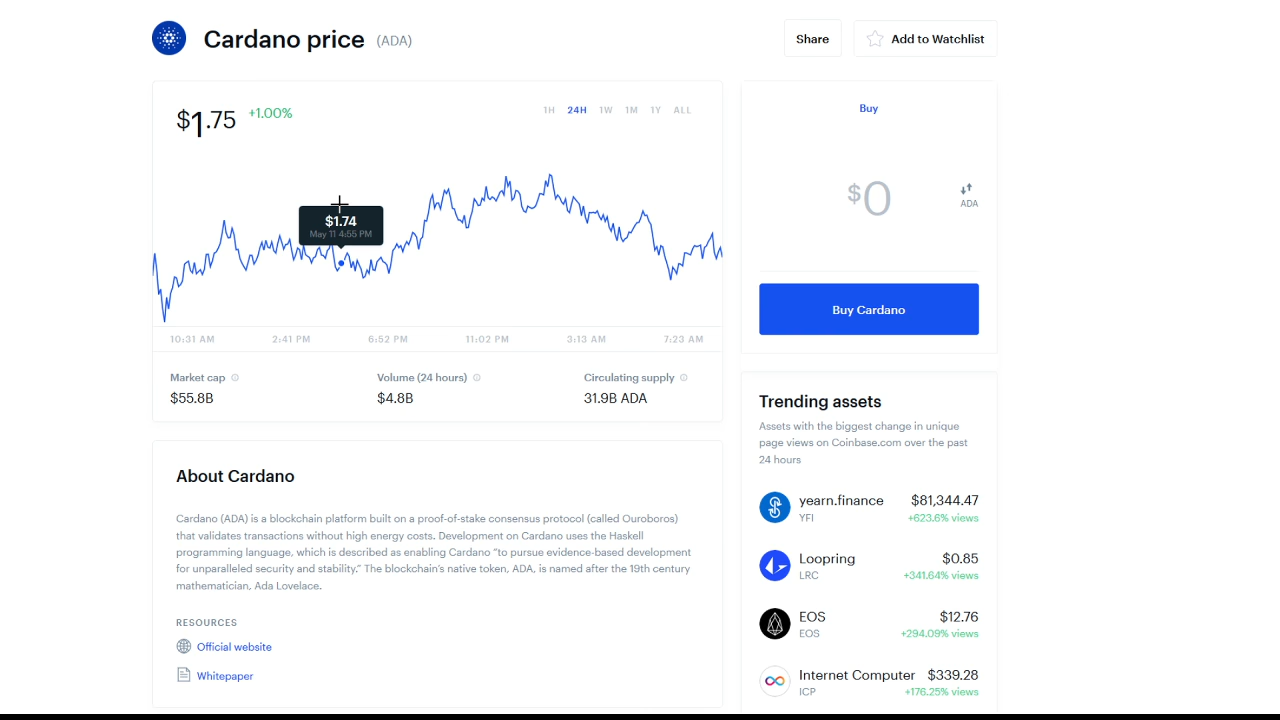 Cardano price (ADA)
Share
Add to Watchlist
$1.75 +1.00%
1H 24H 1W 1M 1Y ALL
$1.74
May 11 4:55 PM
10:31 AM 2:41 PM 6:52 PM 11:02 PM 3:13 AM 7:23 AM
Market cap Volume (24 hours) Circulating supply
$55.8B $4.8B 31.9B ADA
Buy
$0
ADA
Buy Cardano
About Cardano
Cardano (ADA) is a blockchain platform built on a proof-of-stake consensus protocol (called Ouroboros)
that validates transactions without high energy costs. Development on Cardano uses the Haskell
programming language, which is described as enabling Cardano “to pursue evidence-based development
for unparalleled security and stability.” The blockchain’s native token, ADA, is named after the 19th century
mathematician, Ada Lovelace.
RESOURCES
Official website
Whitepaper
Trending assets
Assets with the biggest change in unique
page views on Coinbase.com over the past
24 hours
yearn.finance $81,344.47
YFI +623.6% views
Loopring $0.85
LRC +341.64% views
EOS $12.76
EOS +294.09% views
Internet Computer $339.28
ICP +176.25% views